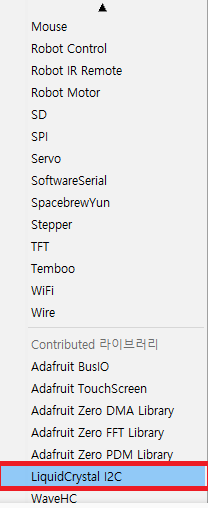 Mouse
Robot Control
Robot IR Remote
Robot Motor
SD
SPI
Servo
SoftwareSerial
SpacebrewYun
Stepper
TFT
Temboo
WiFi
Wire
Contributed 라이브러리
Adafruit BusIO
Adafruit TouchScreen
Adafruit Zero DMA Library
Adafruit Zero FFT Library
Adafruit Zero PDM Library
LiquidCrystal I2C
WaveHC